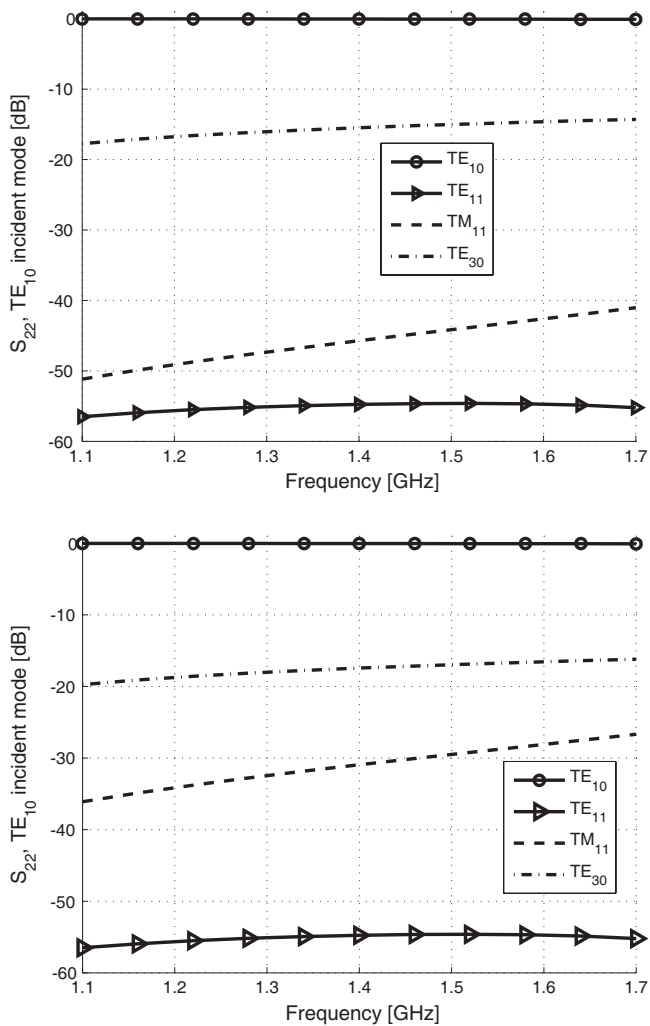 0
-10
-20
-30
-40
-50
-60
S22, TE10 incident mode [dB]
TE10
TE11
TM11
TE30
1.1 1.2 1.3 1.4 1.5 1.6 1.7
Frequency [GHz]
0
-10
-20
-30
-40
-50
-60
S22, TE10 incident mode [dB]
TE10
TE11
TM11
TE30
1.1 1.2 1.3 1.4 1.5 1.6 1.7
Frequency [GHz]